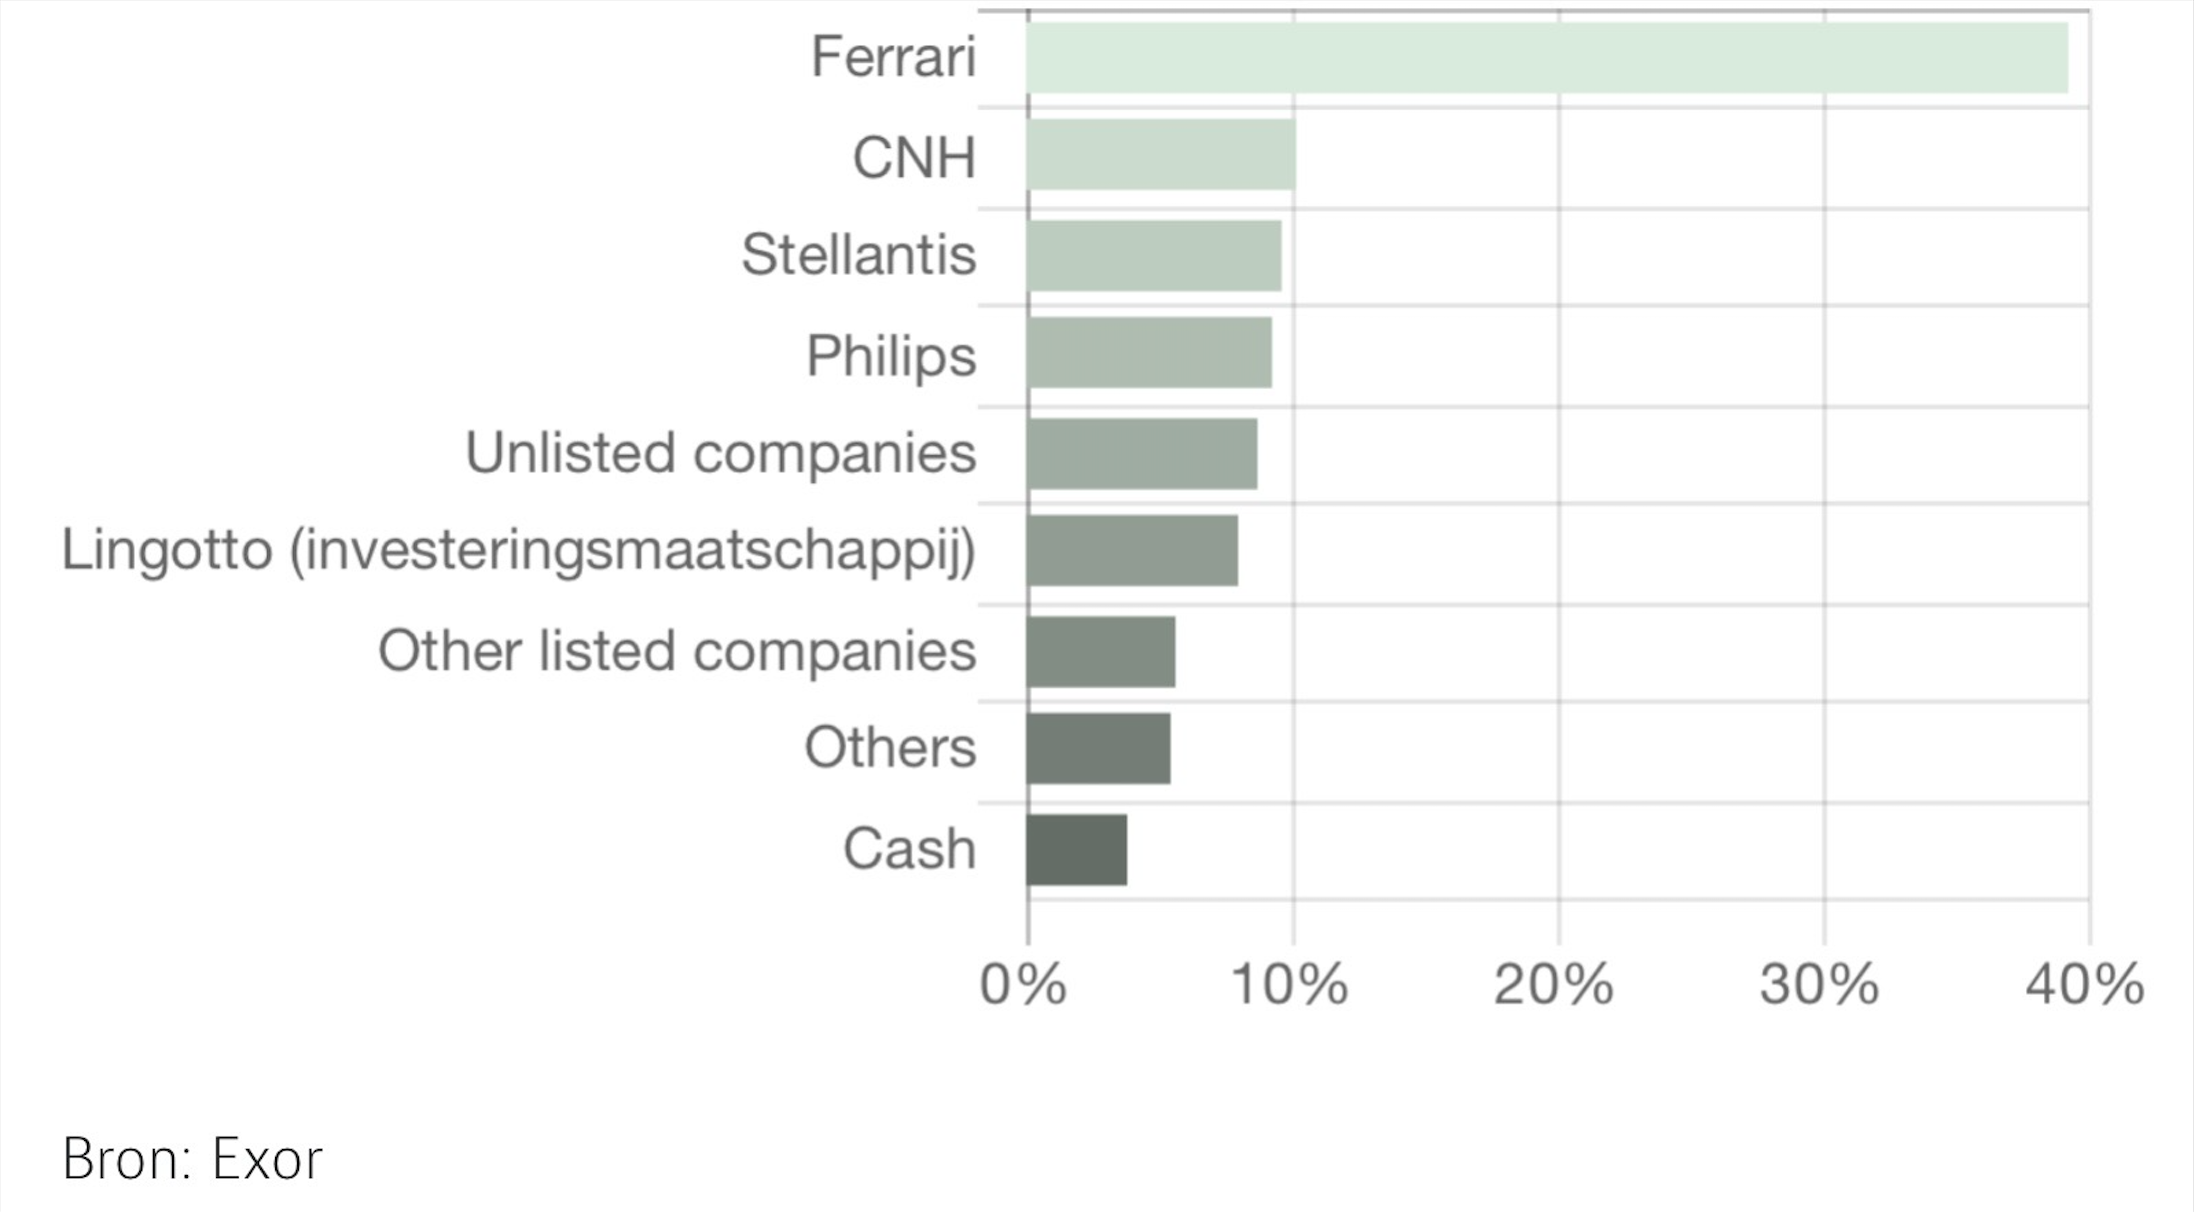 Ferrari
CNH
Stellantis
Philips
Unlisted companies
Lingotto (investeringsmaatschappij)
Other listed companies
Others
Cash
0% 10% 20% 30% 40%
Bron: Exor